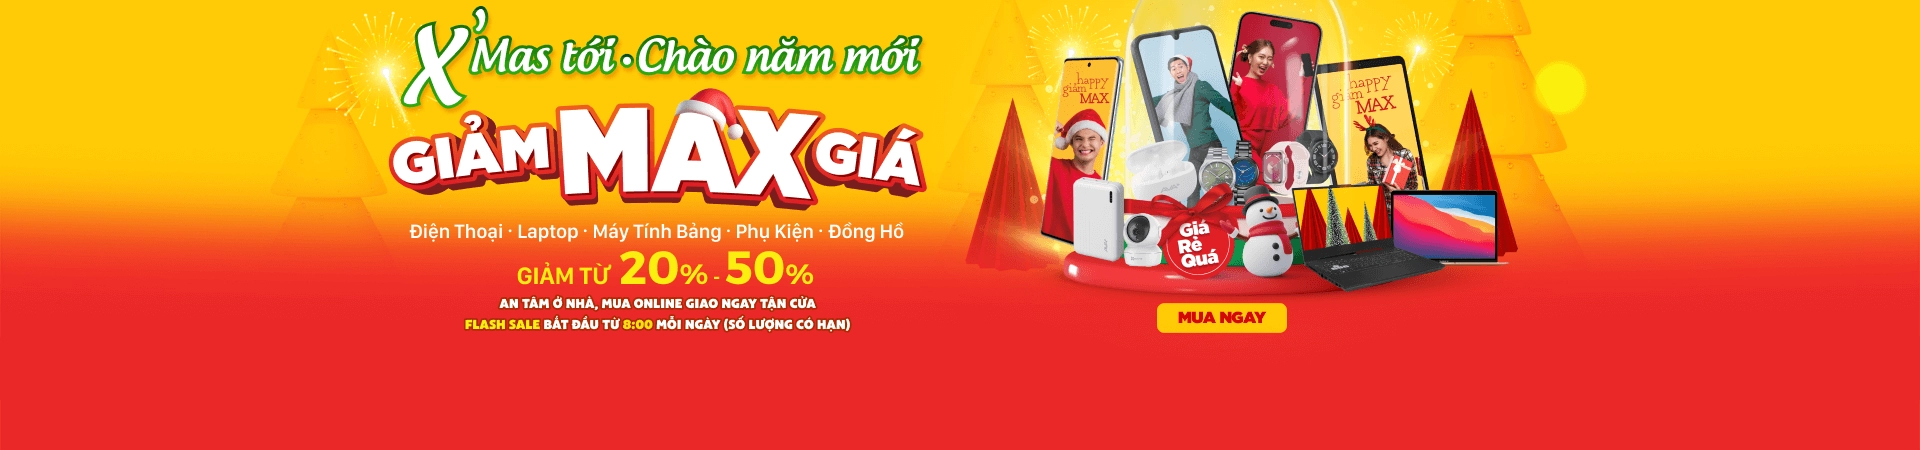 X'Mas tới • Chào năm mới
GIẢM MAX GIÁ
Điện Thoại · Laptop · Máy Tính Bảng · Phụ Kiện · Đồng Hồ
GIẢM TỪ 20% - 50%
AN TÂM Ở NHÀ, MUA ONLINE GIAO NGAY TẬN CỬA
FLASH SALE BẮT ĐẦU TỪ 8:00 MỖI NGÀY (SỐ LƯỢNG CÓ HẠN)
happy
giảm
MAX
happy
giảm
MAX
Giá
Rẻ
Quá
MUA NGAY